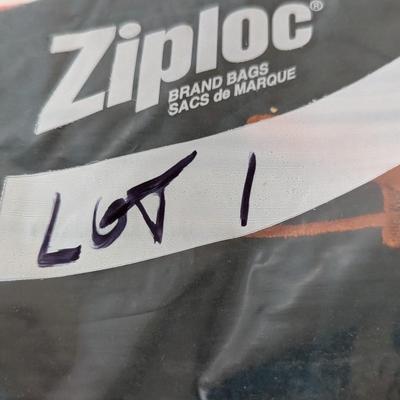 Ziploc®
BRAND BAGS
SACS de MARQUE
LOT 1